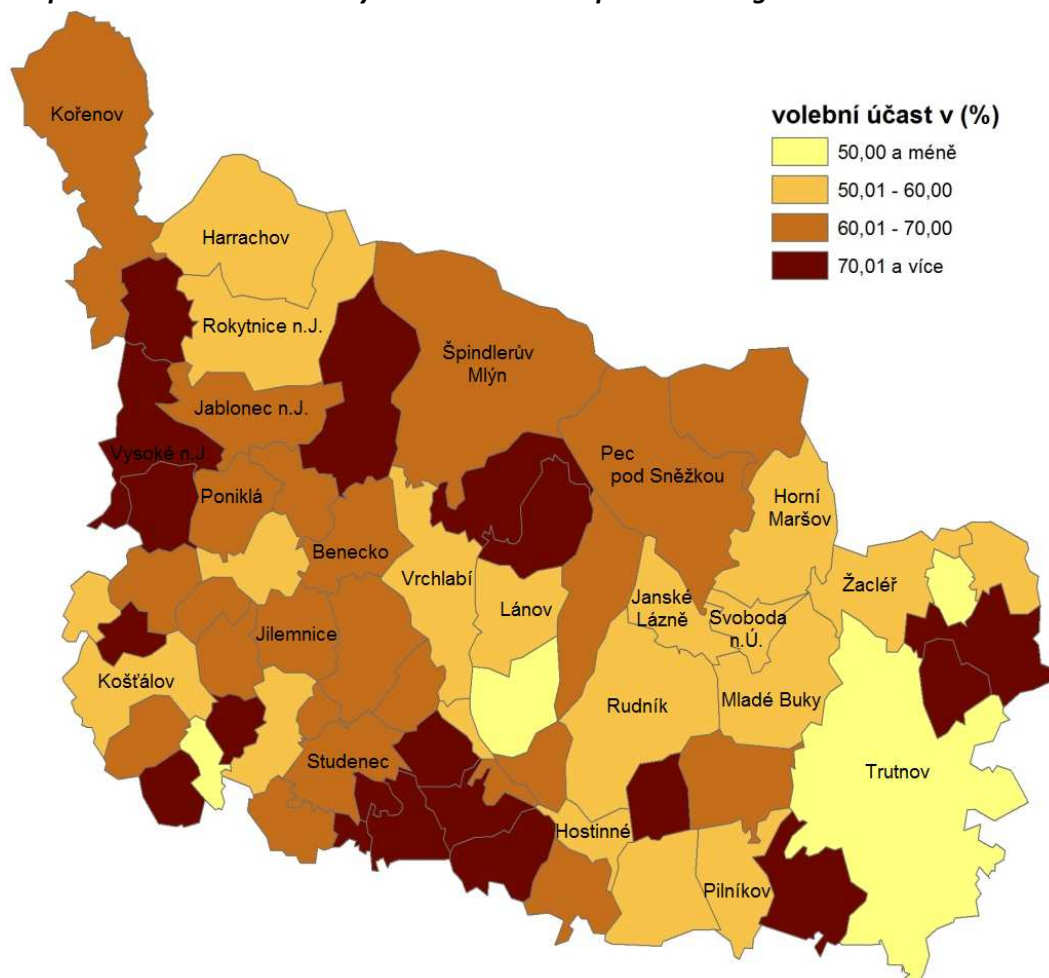 volební účast v (%)
50,00 a méně
50,01 - 60,00
60,01 - 70,00
70,01 a více
Kořenov
Harrachov
Rokytnice n.J.
Špindlerův
Mlýn
Jablonec n.J.
Vysoké n.J.
Pec
pod Sněžkou
Poniklá
Horní
Maršov
Benecko
Vrchlabí
Žacléř
Lánov
Janské
Lázně
Svoboda
n.Ú.
Jilemnice
Košťálov
Rudník
Mladé Buky
Studenec
Trutnov
Hostinné
Pilníkov